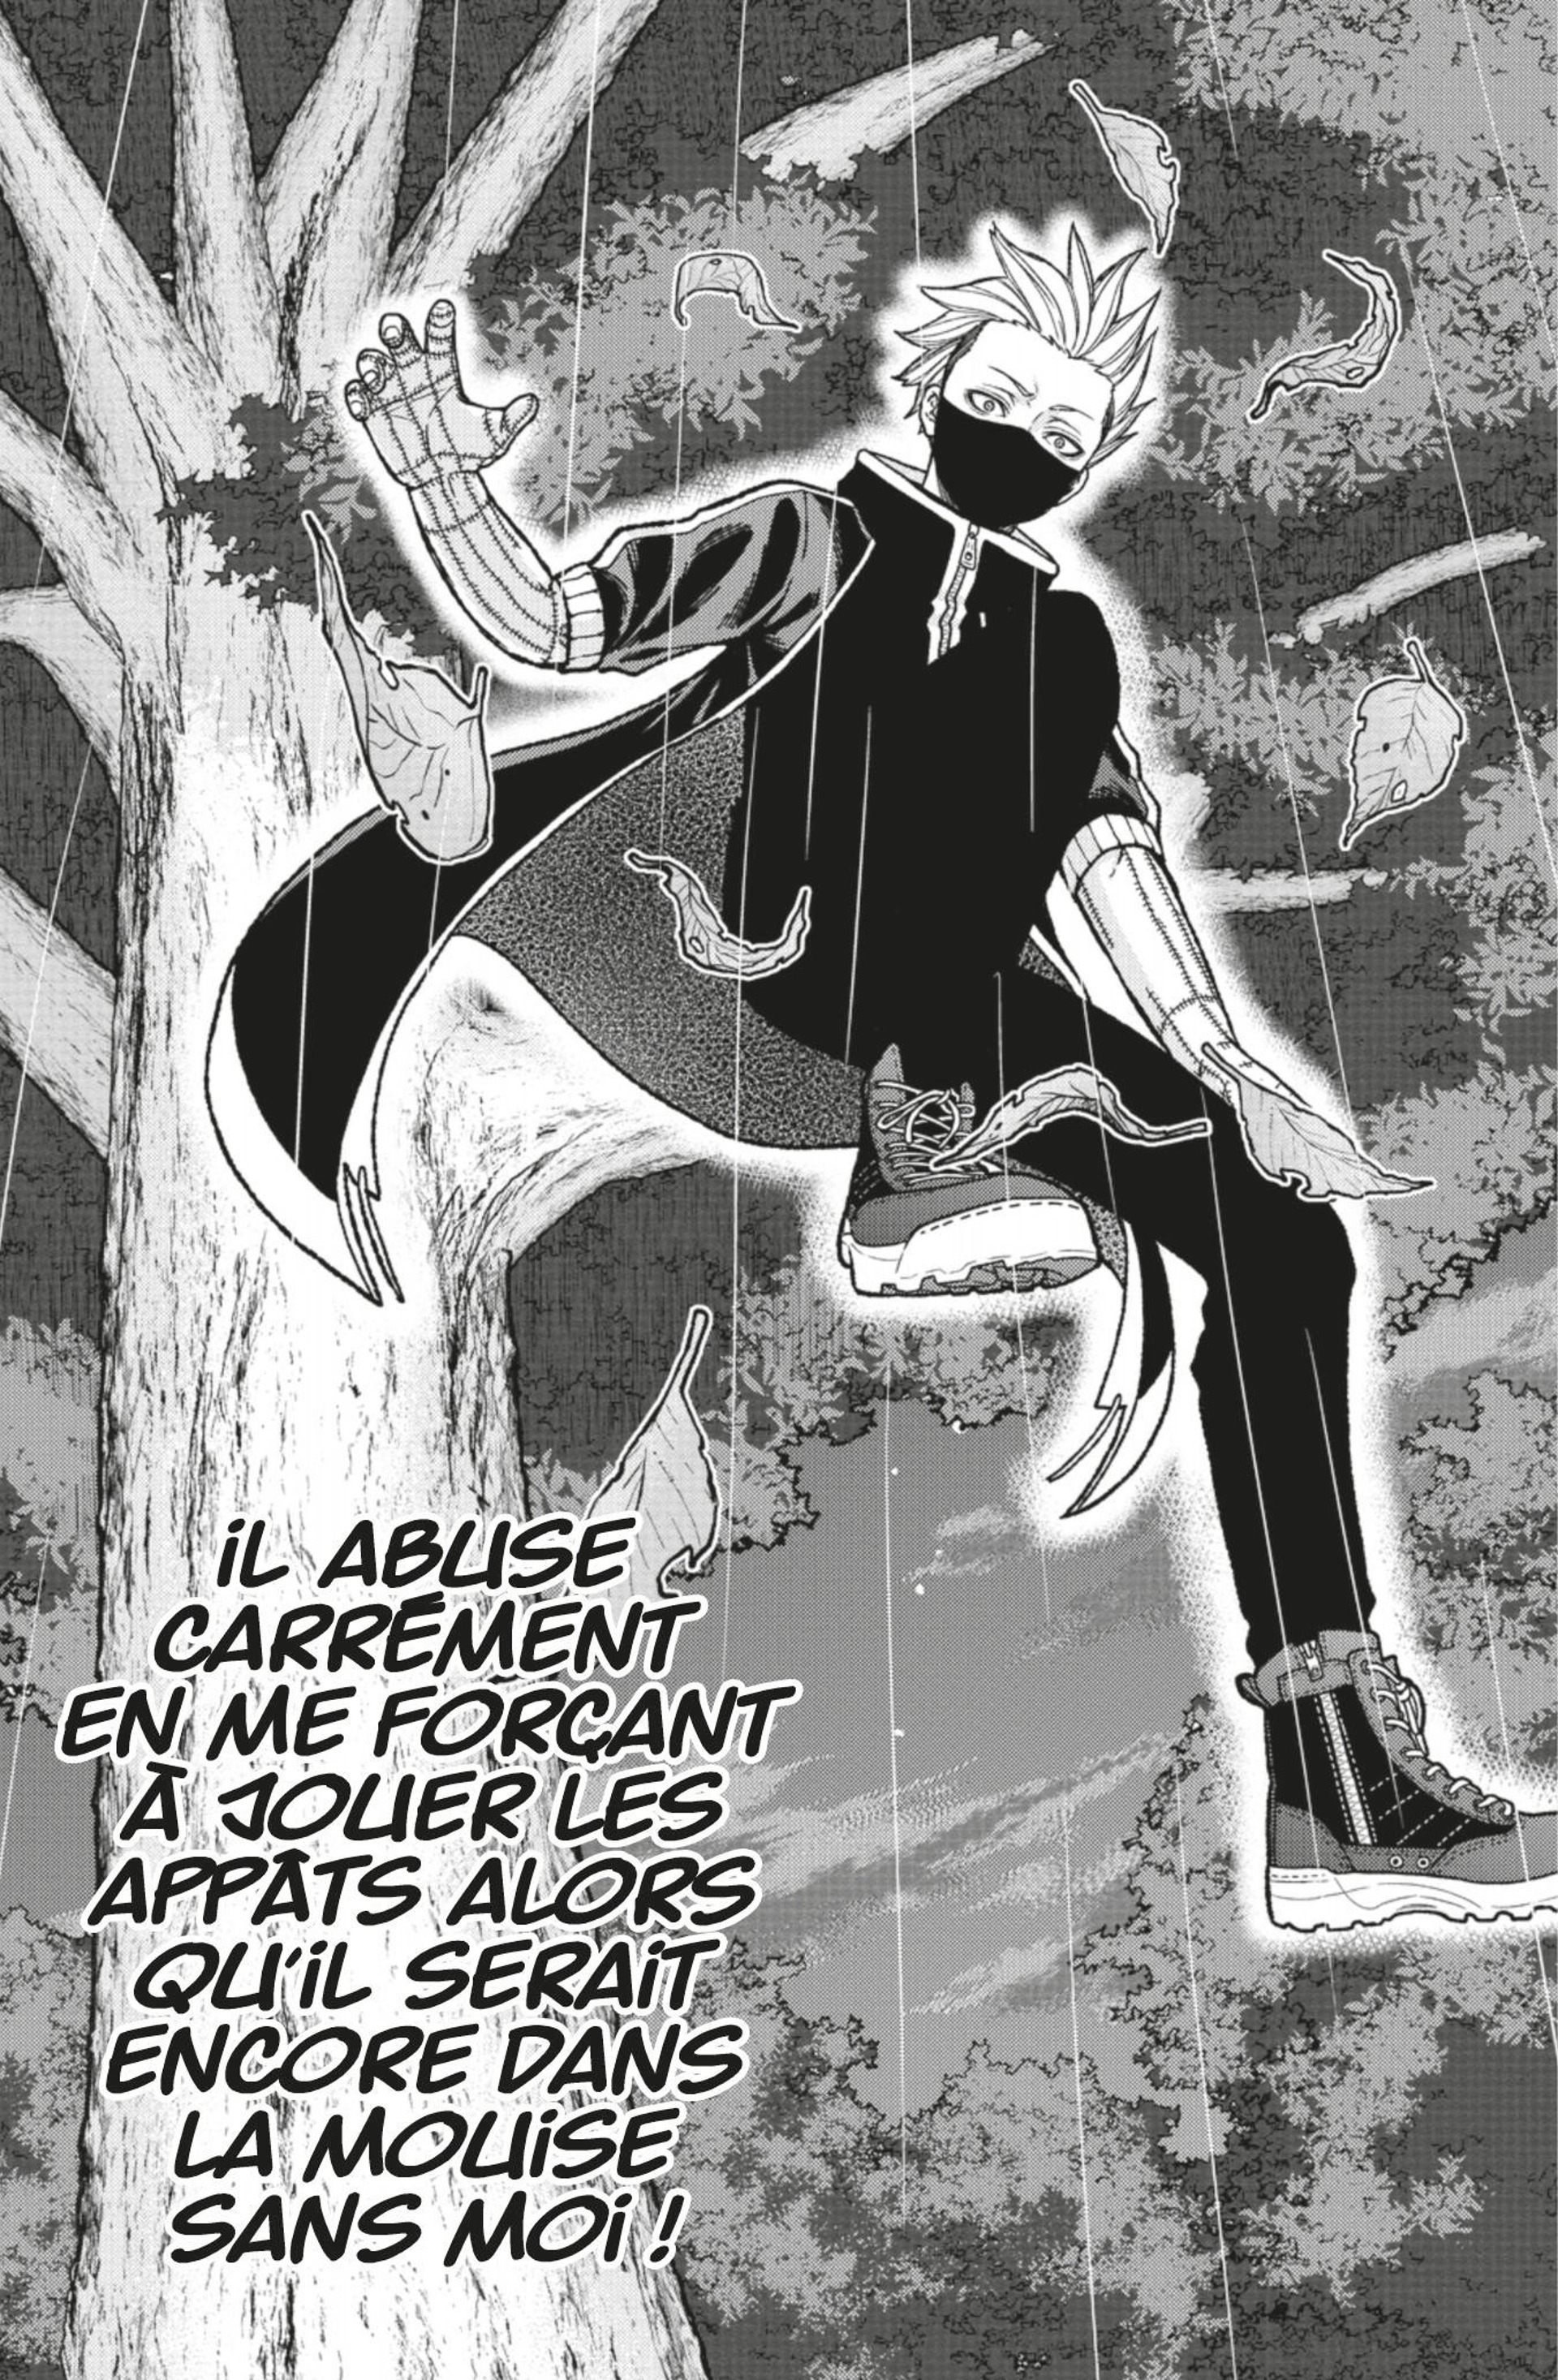 IL ABUSE
CARRÉMENT
EN ME FORÇANT
À JOUER LES
APPÂTS ALORS
QU'IL SERAIT
ENCORE DANS
LA MOUISE
SANS MOI !